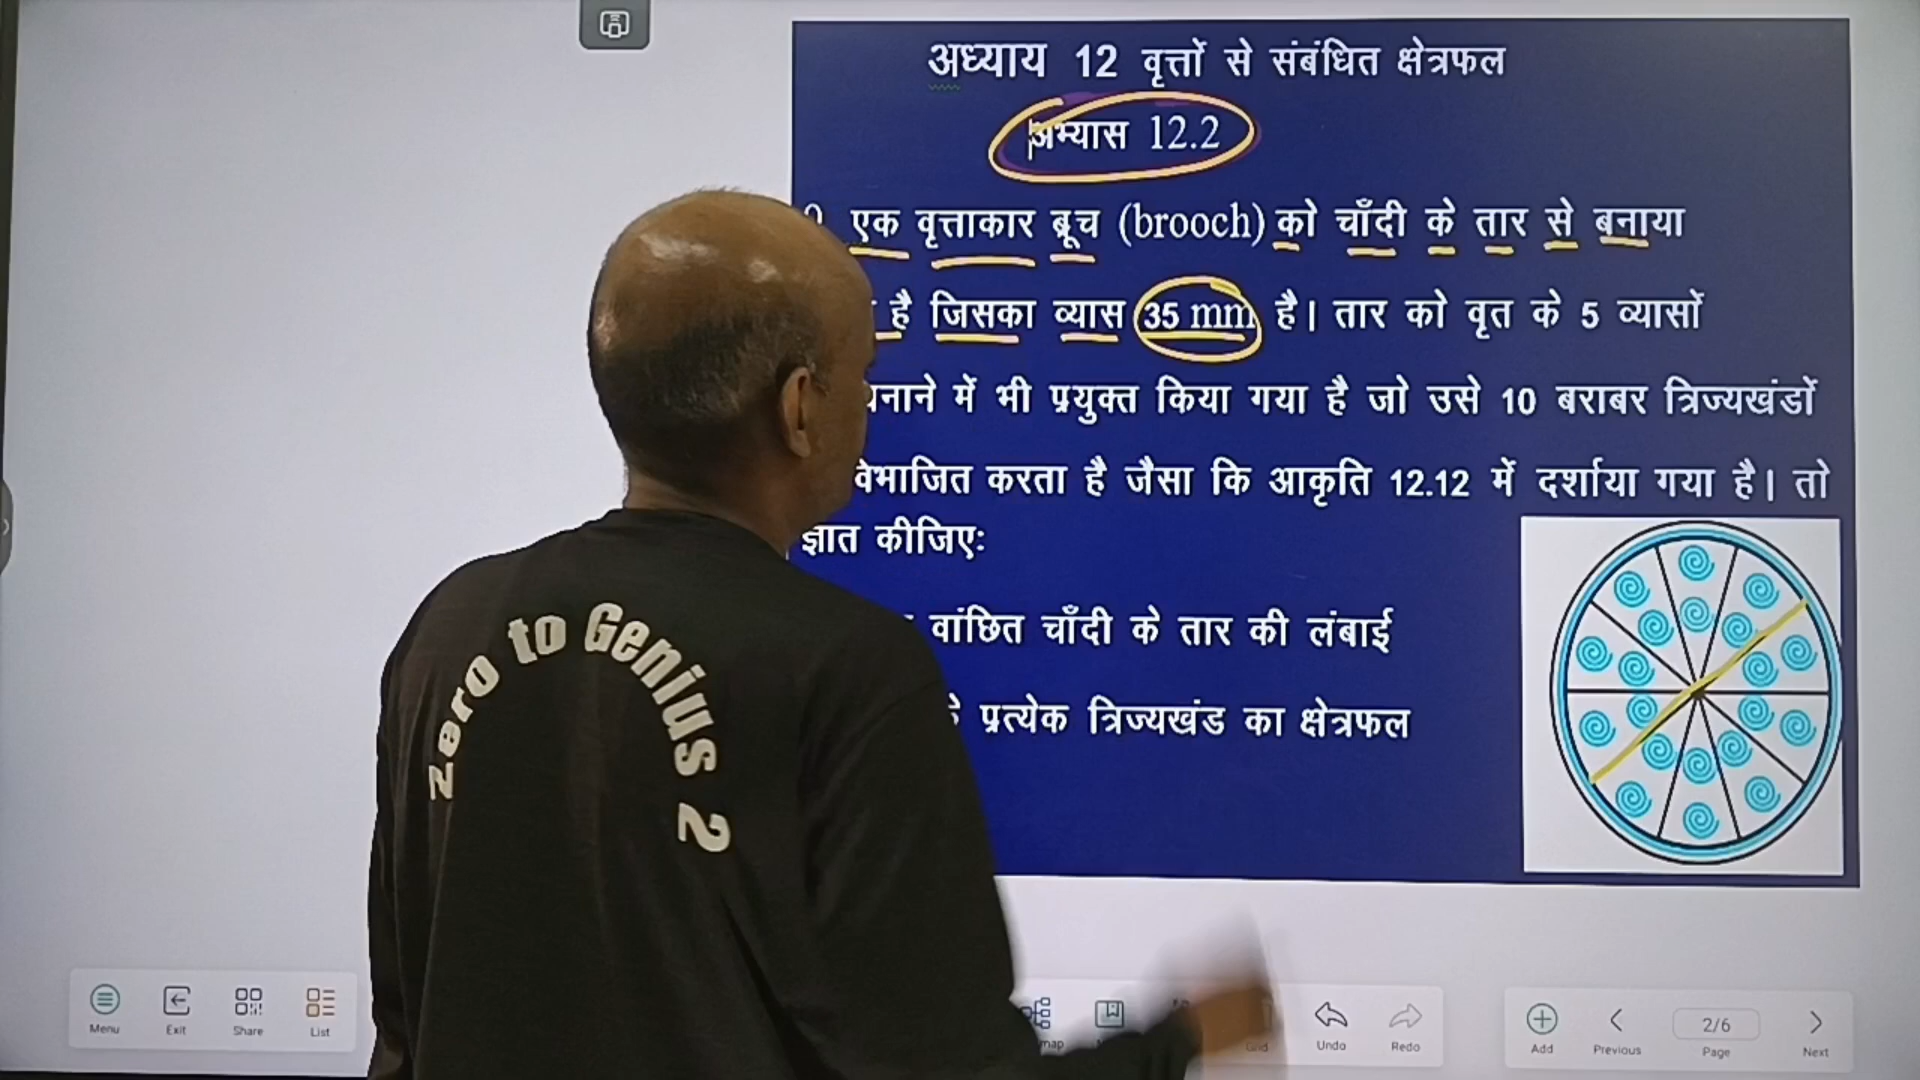 अध्याय 12 वृत्तों से संबंधित क्षेत्रफल
अभ्यास 12.2
एक वृत्ताकार ब्रूच (brooch) को चाँदी के तार से बनाया
है जिसका व्यास 35 mm है। तार को वृत के 5 व्यासों
में भी प्रयुक्त किया गया है जो उसे 10 बराबर त्रिज्यखंडों
करता है जैसा कि आकृति 12.12 में दर्शाया गया है। तो
ज्ञात कीजिए:
वांछित चाँदी के तार की लंबाई
प्रत्येक त्रिज्यखंड का क्षेत्रफल
Zero to Genius 2
Menu
Exit
Share
List
Undo
Redo
Add
Previous
2/6
Page
Next